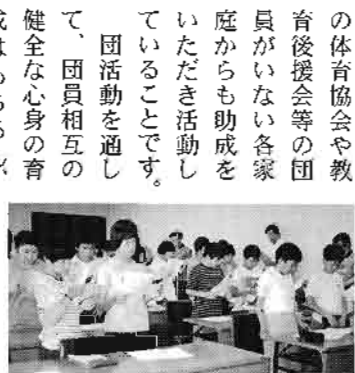 の体育協会や教
育後援会等の団
員がいない各家
庭からも助成を
いただき活動し
ていることです。
団活動を通し
て、団員相互の
健全な心身の育
成は